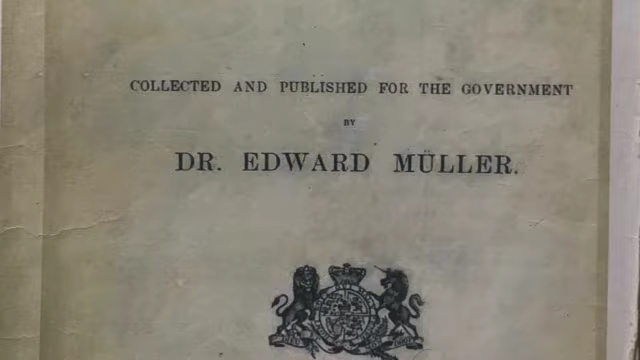 COLLECTED AND PUBLISHED FOR THE GOVERNMENT
BY
DR. EDWARD MÜLLER.